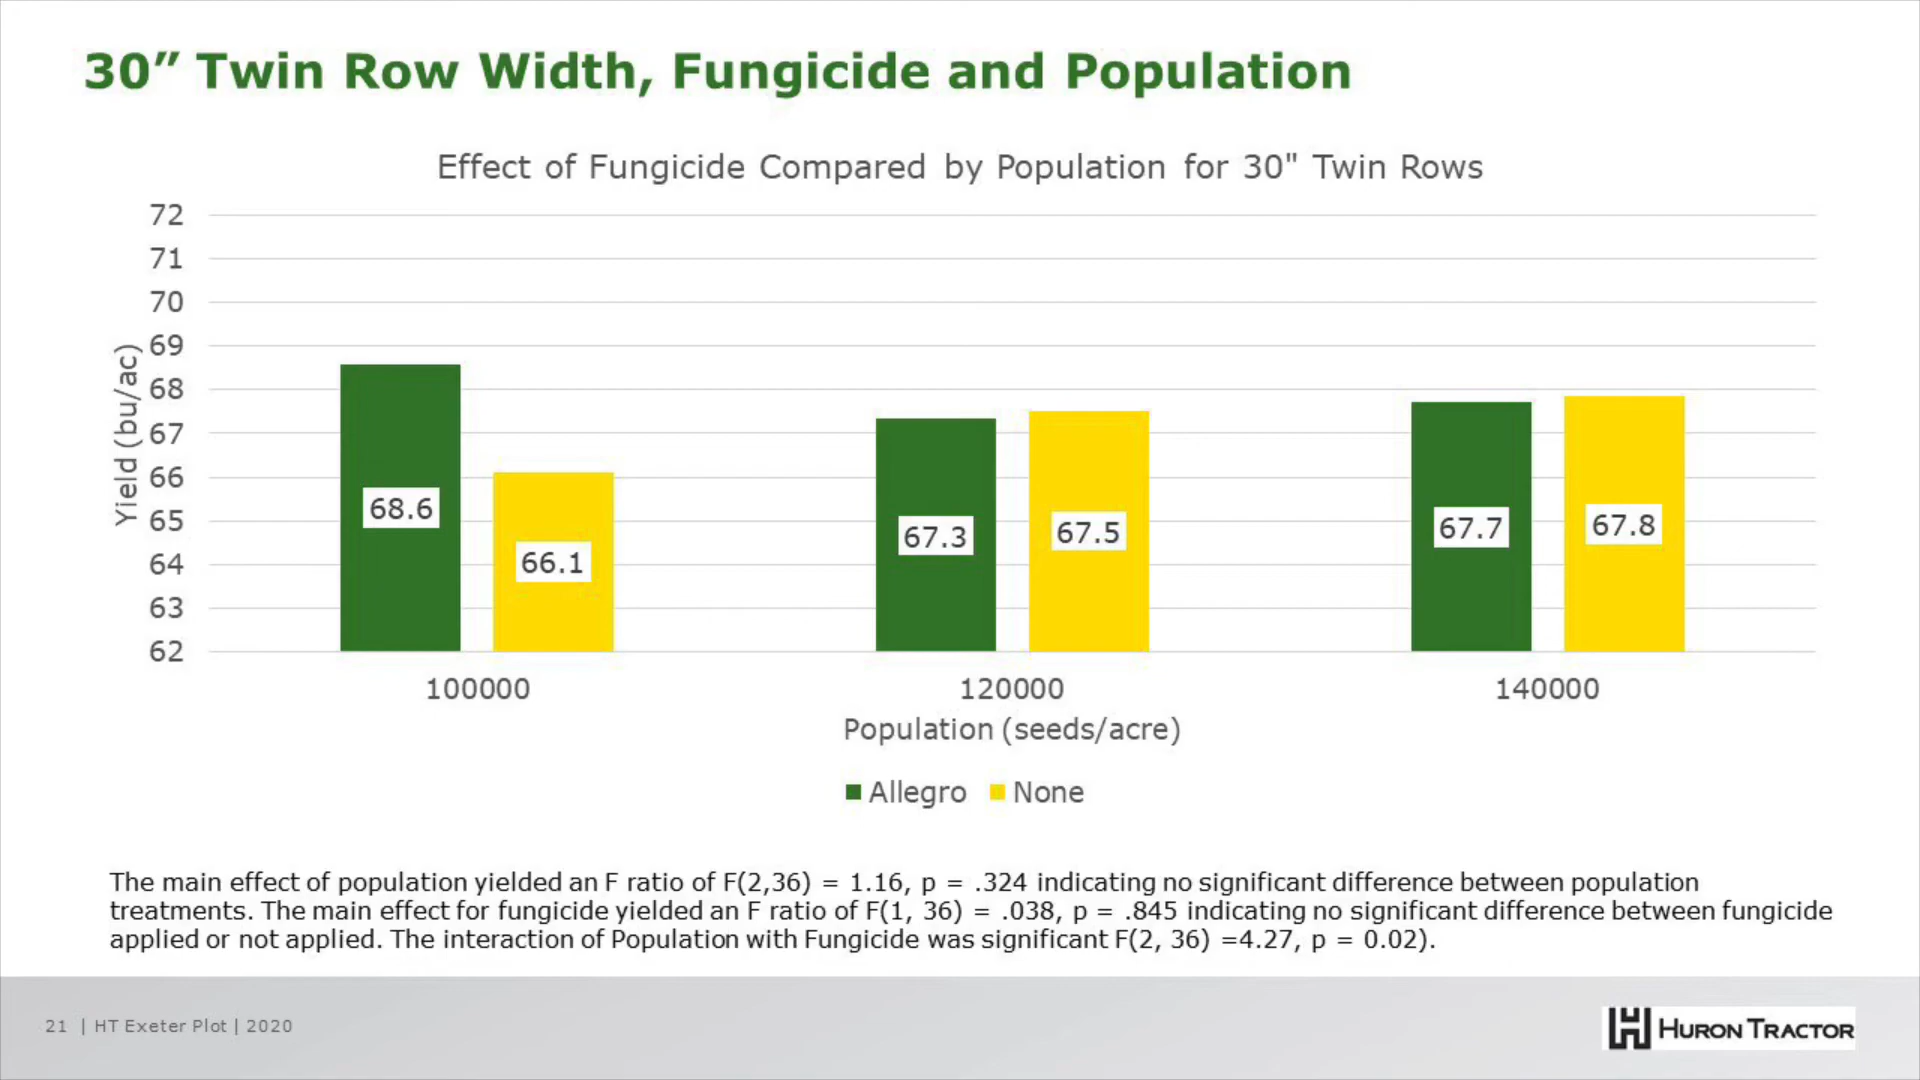 30” Twin Row Width, Fungicide and Population
Effect of Fungicide Compared by Population for 30" Twin Rows
72
71
70
69
68
67
66
65
64
63
62
Yield (bu/ac)
68.6
66.1
67.3
67.5
67.7
67.8
100000
120000
140000
Population (seeds/acre)
Allegro None
The main effect of population yielded an F ratio of F(2,36) = 1.16, p = .324 indicating no significant difference between population
treatments. The main effect for fungicide yielded an F ratio of F(1, 36) = .038, p = .845 indicating no significant difference between fungicide
applied or not applied. The interaction of Population with Fungicide was significant F(2, 36) =4.27, p = 0.02).
21 | HT Exeter Plot | 2020
HURON TRACTOR